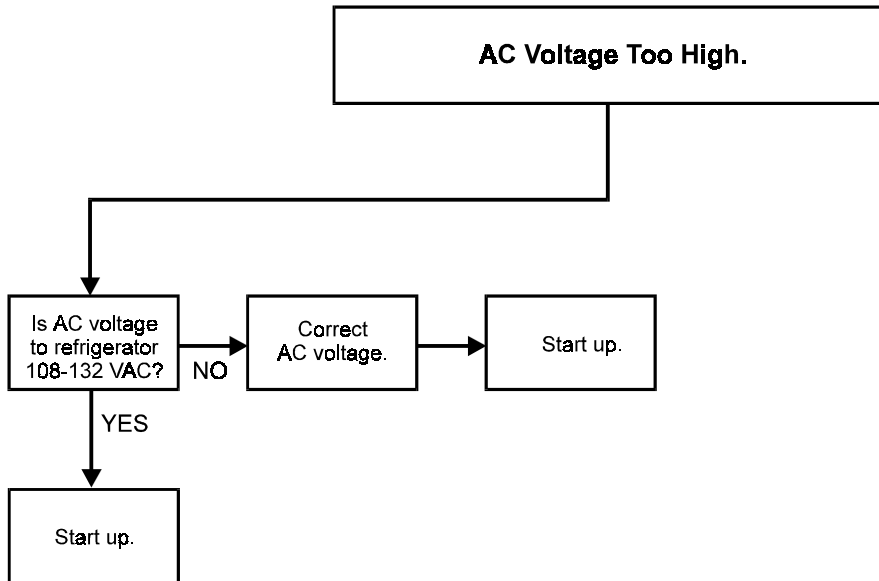 AC Voltage Too High.
Is AC voltage
to refrigerator
108-132 VAC?
NO
Correct
AC voltage.
Start up.
YES
Start up.